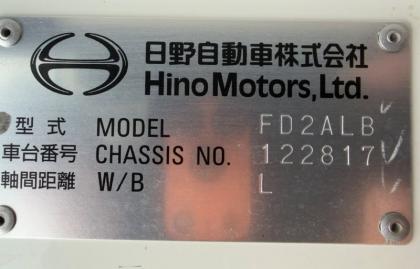 日野自動車株式会社
Hino Motors, Ltd.
型式 MODEL FD2ALB
車台番号 CHASSIS NO. 122817
軸間距離 W/B L